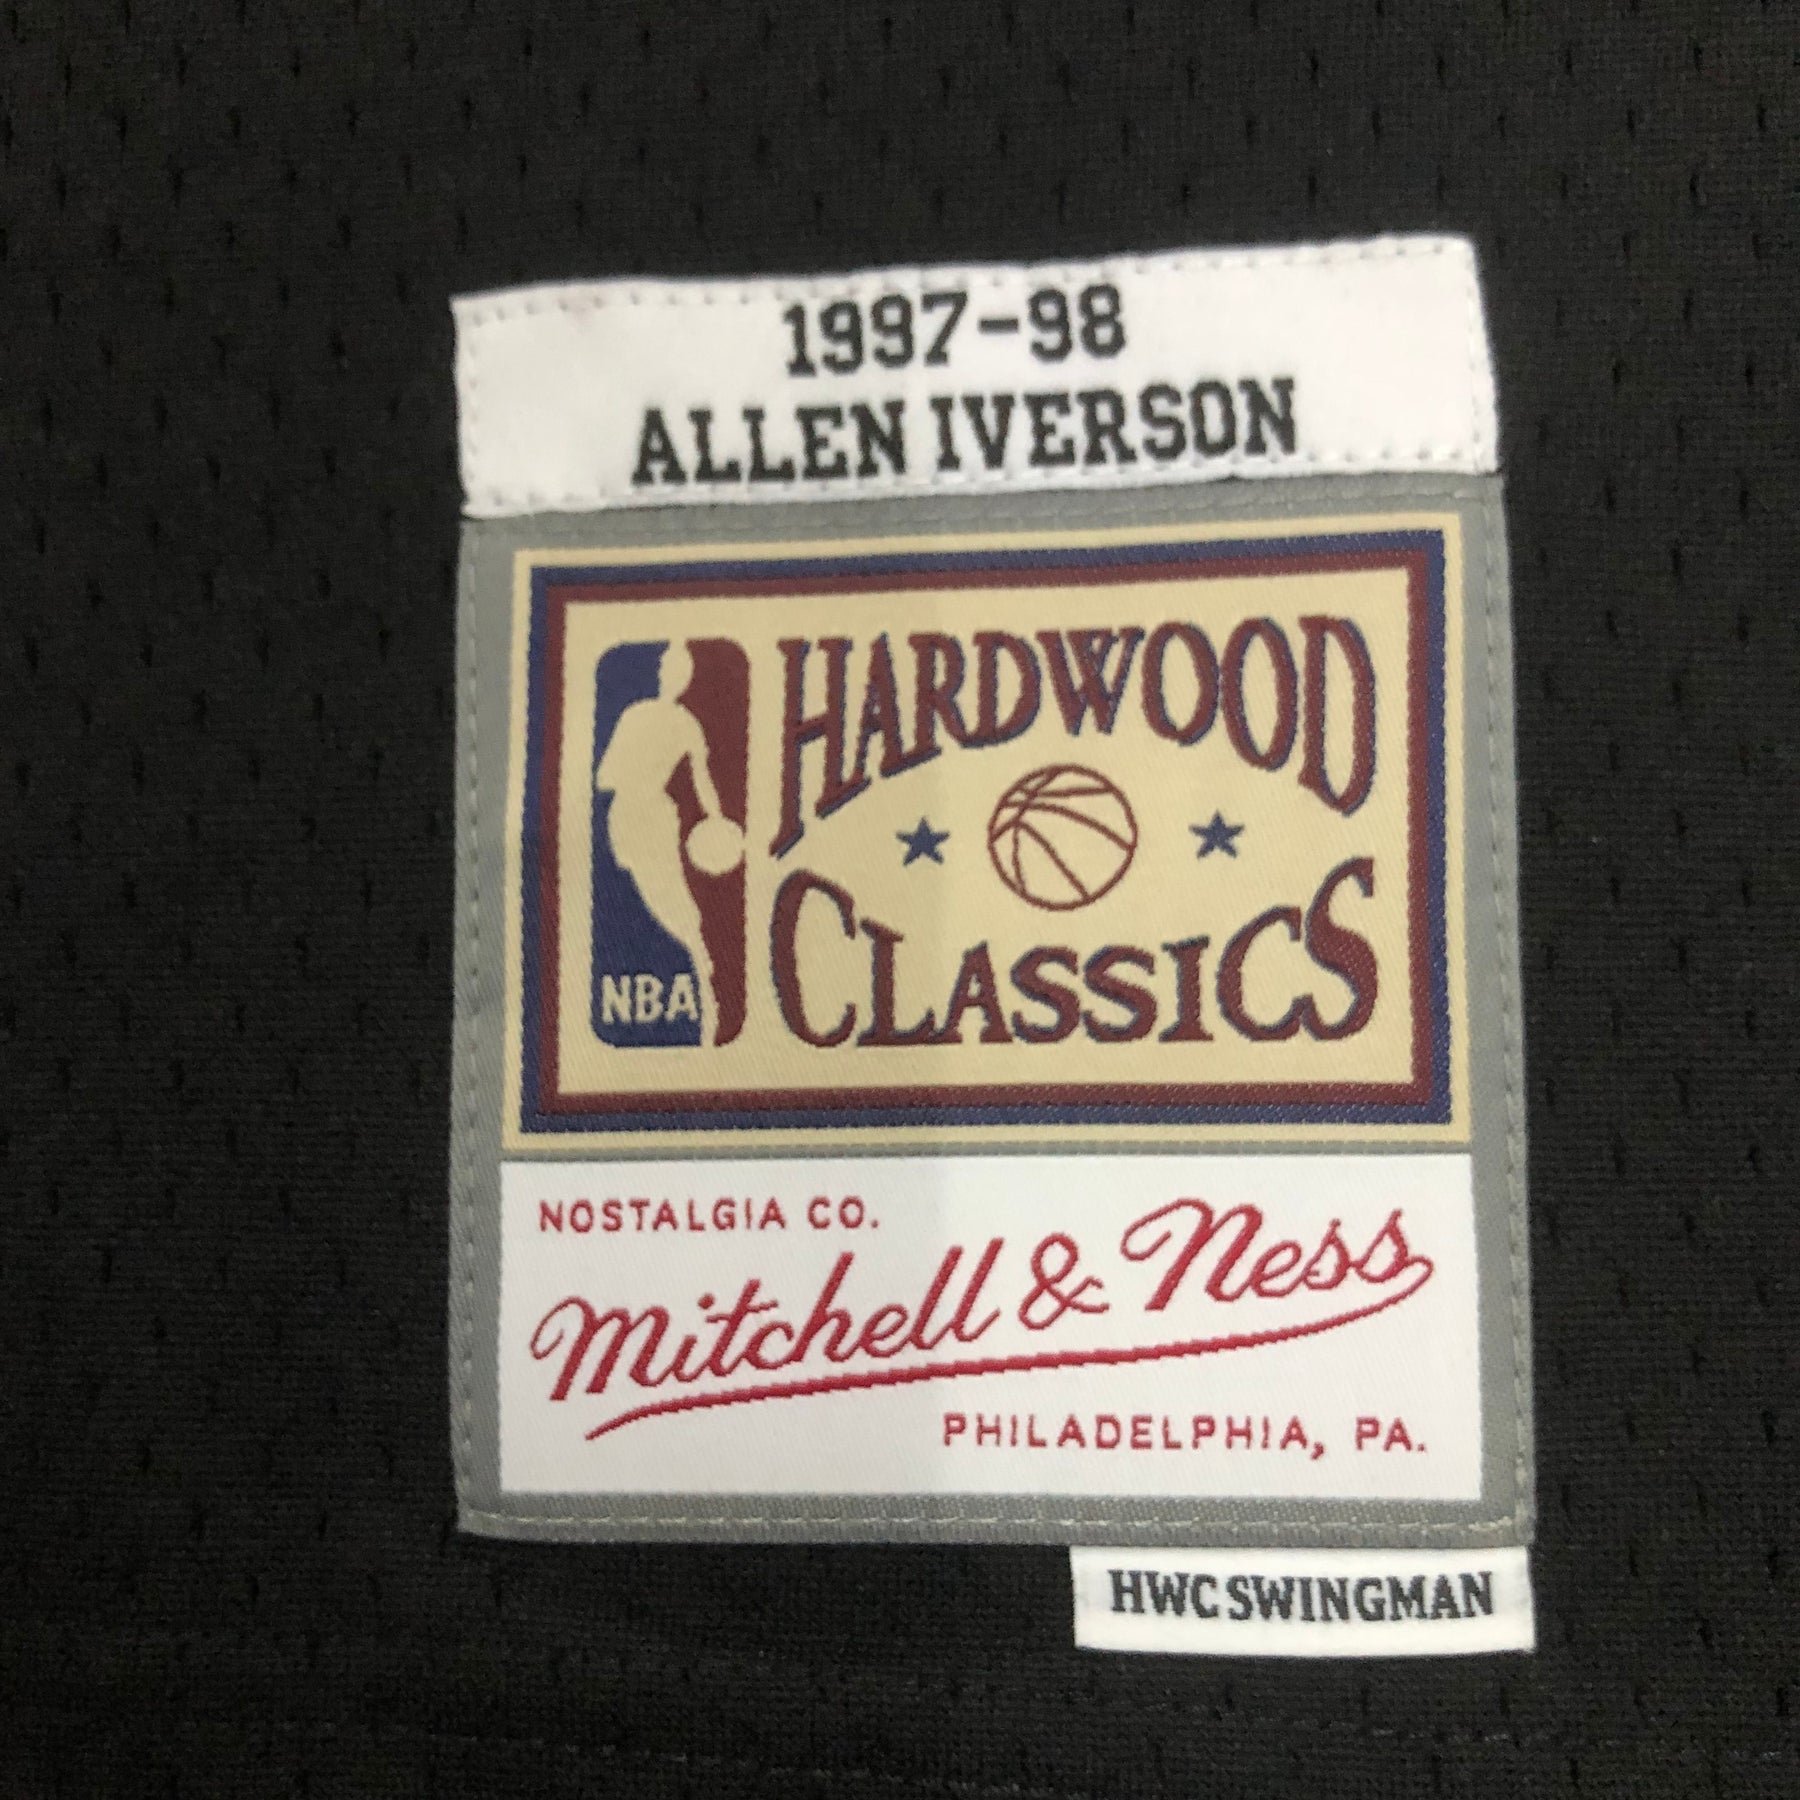 1997-98
ALLEN IVERSON
HARDWOOD
CLASSICS
NBA
NOSTALGIA CO.
Mitchell & Ness
PHILADELPHIA, PA.
HWC SWINGMAN